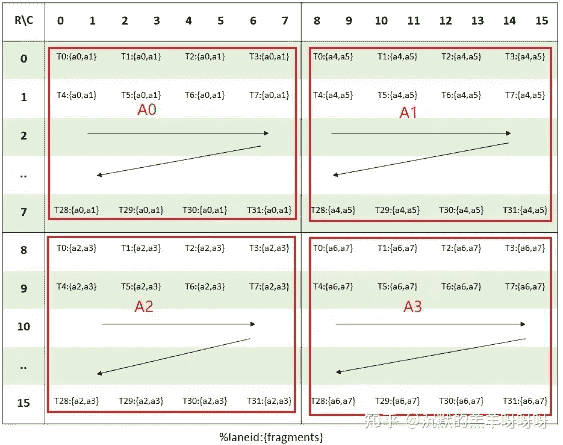 R\C 0 1 2 3 4 5 6 7 8 9 10 11 12 13 14 15
0 T0:{a0,a1} T1:{a0,a1} T2:{a0,a1} T3:{a0,a1} T0:{a4,a5} T1:{a4,a5} T2:{a4,a5} T3:{a4,a5}
1 T4:{a0,a1} T5:{a0,a1} T6:{a0,a1} T7:{a0,a1} T4:{a4,a5} T5:{a4,a5} T6:{a4,a5} T7:{a4,a5}
A0 A1
2
..
7 T28:{a0,a1} T29:{a0,a1} T30:{a0,a1} T31:{a0,a1} T28:{a4,a5} T29:{a4,a5} T30:{a4,a5} T31:{a4,a5}
8 T0:{a2,a3} T1:{a2,a3} T2:{a2,a3} T3:{a2,a3} T0:{a6,a7} T1:{a6,a7} T2:{a6,a7} T3:{a6,a7}
9 T4:{a2,a3} T5:{a2,a3} T6:{a2,a3} T7:{a2,a3} T4:{a6,a7} T5:{a6,a7} T6:{a6,a7} T7:{a6,a7}
A2 A3
10
..
15 T28:{a2,a3} T29:{a2,a3} T30:{a2,a3} T31:{a2,a3} T28:{a6,a7} T29:{a6,a7} T30:{a6,a7} T31:{a6,a7}
知乎 @沉默的羔羊呀呀呀
%laneid:{fragments}